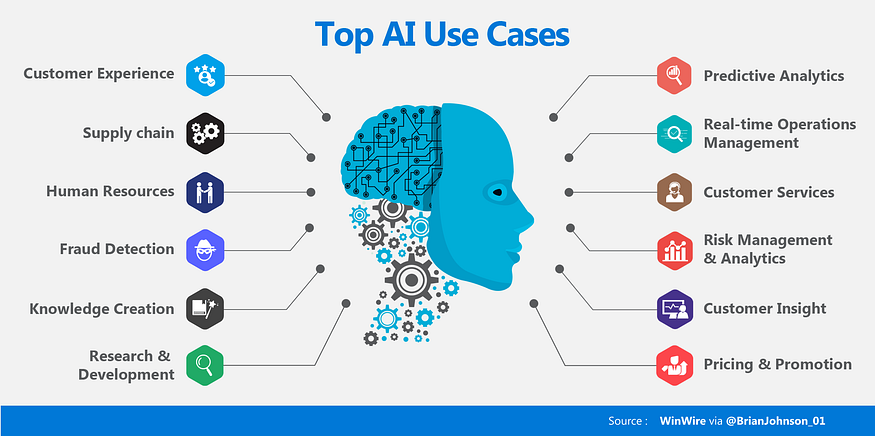 Top AI Use Cases
Customer Experience
Supply chain
Human Resources
Fraud Detection
Knowledge Creation
Research &
Development
Predictive Analytics
Real-time Operations
Management
Customer Services
Risk Management
& Analytics
Customer Insight
Pricing & Promotion
Source : WinWire via @BrianJohnson_01